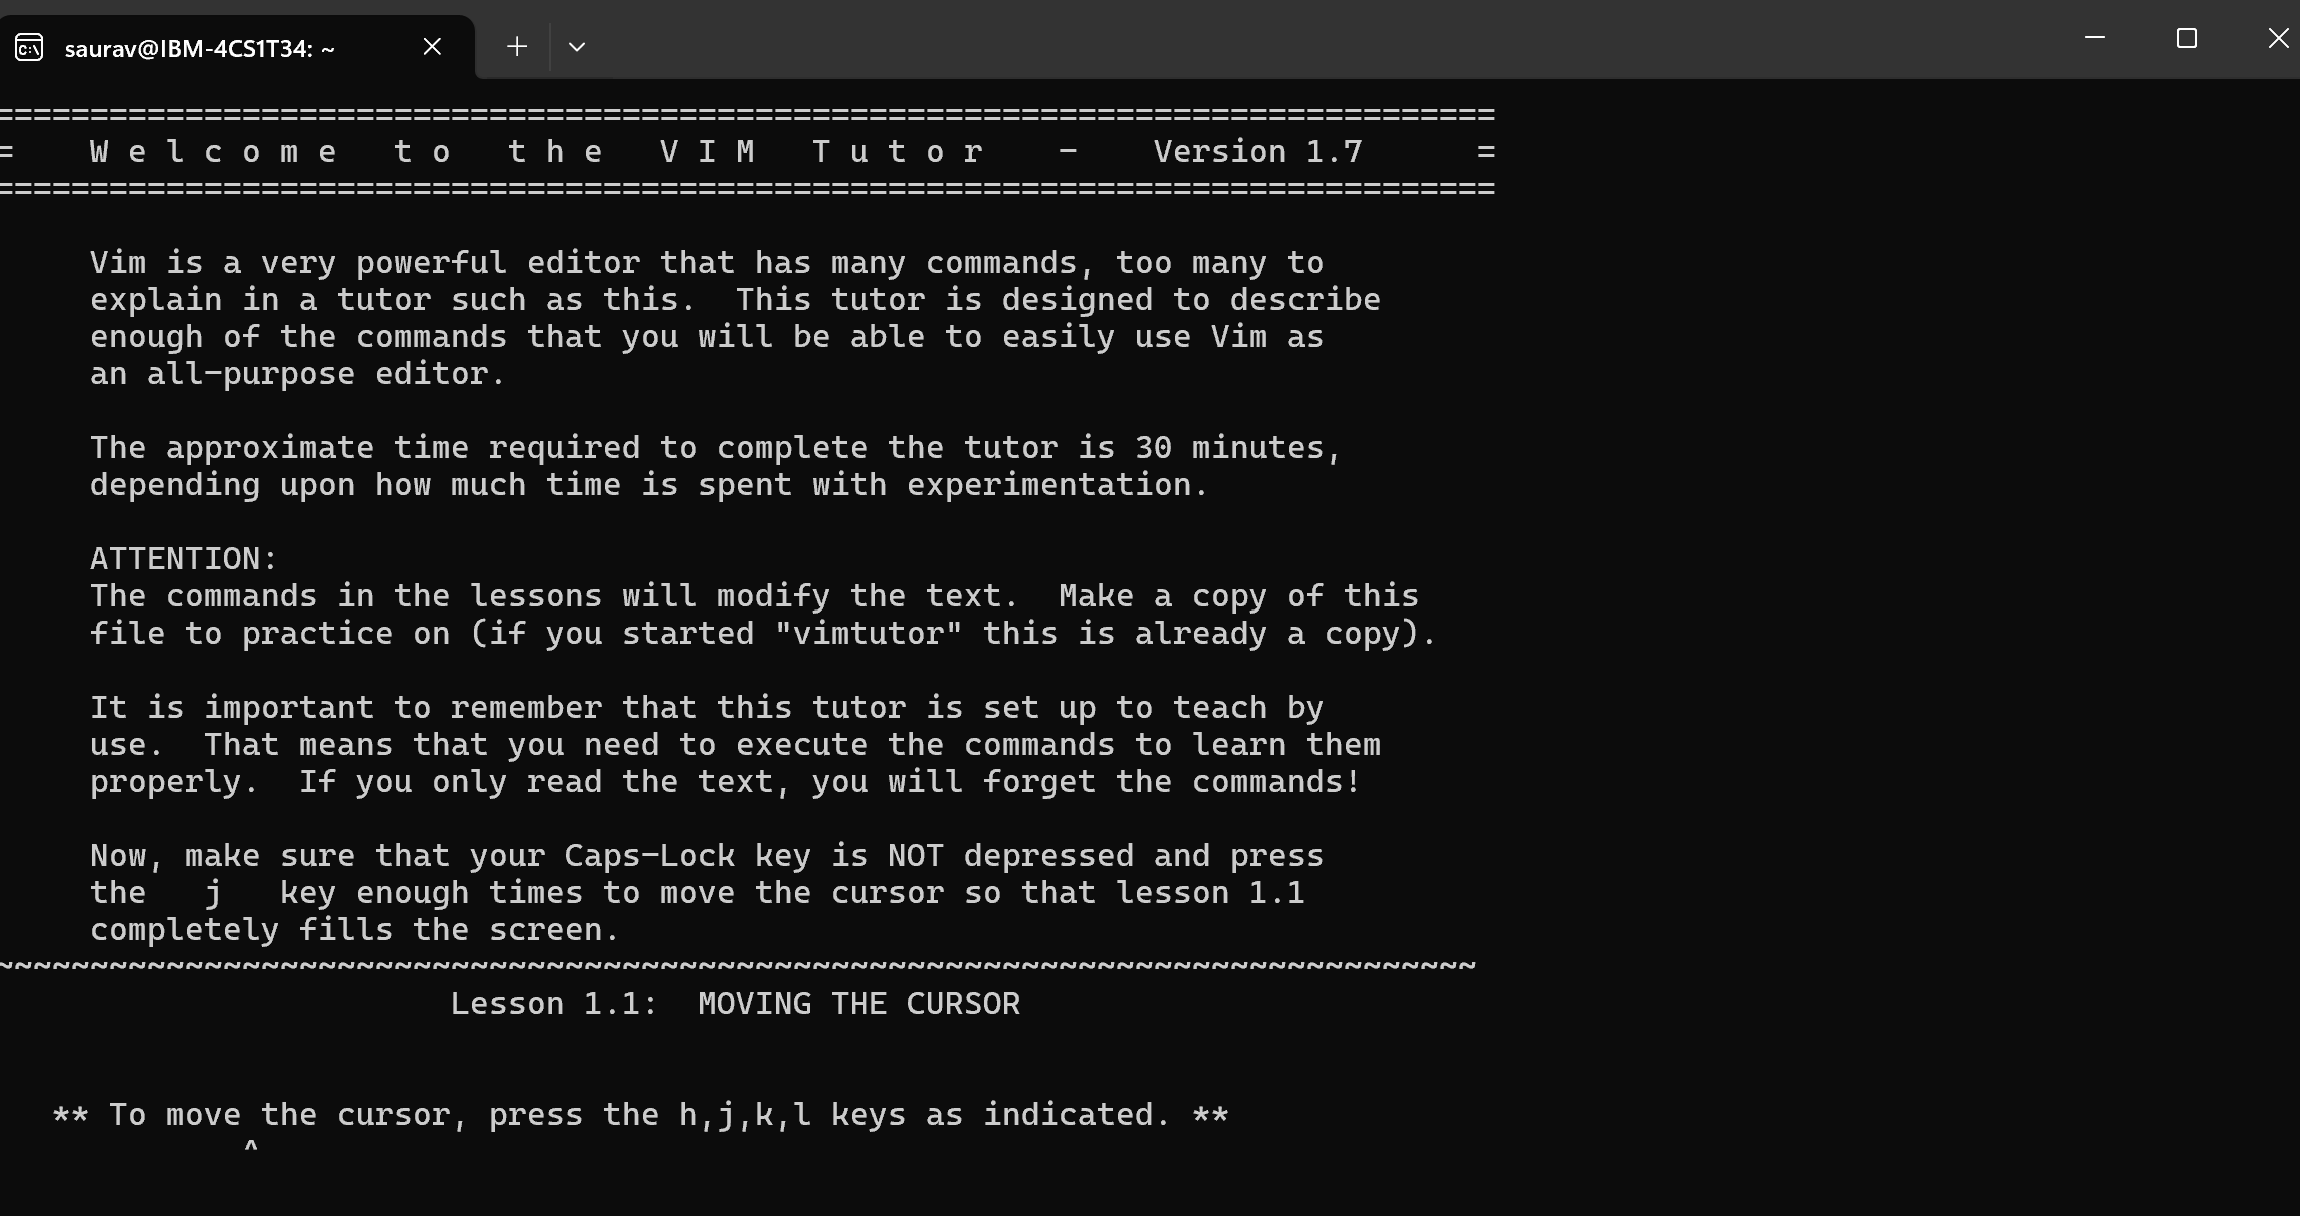 saurav@IBM-4CS1T34: ~
===============================================================================
=    W e l c o m e   t o   t h e   V I M   T u t o r    -    Version 1.7      =
===============================================================================
Vim is a very powerful editor that has many commands, too many to
explain in a tutor such as this.  This tutor is designed to describe
enough of the commands that you will be able to easily use Vim as
an all-purpose editor.
The approximate time required to complete the tutor is 30 minutes,
depending upon how much time is spent with experimentation.
ATTENTION:
The commands in the lessons will modify the text.  Make a copy of this
file to practice on (if you started "vimtutor" this is already a copy).
It is important to remember that this tutor is set up to teach by
use.  That means that you need to execute the commands to learn them
properly.  If you only read the text, you will forget the commands!
Now, make sure that your Caps-Lock key is NOT depressed and press
the   j   key enough times to move the cursor so that lesson 1.1
completely fills the screen.
~~~~~~~~~~~~~~~~~~~~~~~~~~~~~~~~~~~~~~~~~~~~~~~~~~~~~~~~~~~~~~~~~~~~~~~~~~~~~~
Lesson 1.1:  MOVING THE CURSOR
** To move the cursor, press the h,j,k,l keys as indicated. **
^